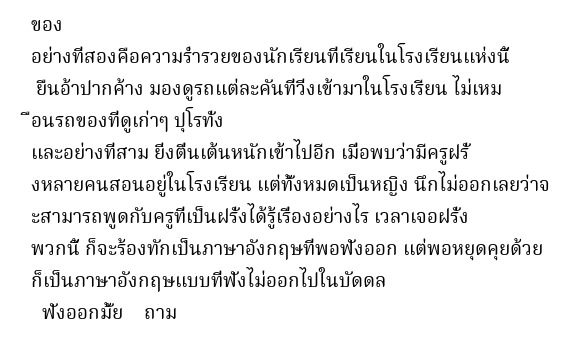 ของ
อย่างที่สองคือความร่ำรวยของนักเรียนที่เรียนในโรงเรียนแห่งนี้
ยืนอ้าปากค้าง มองดูรถแต่ละคันที่วิ่งเข้ามาในโรงเรียน ไม่เหม
ือนรถของที่ดูเก่าๆ ปุโรทั่ง
และอย่างที่สาม ยิ่งตื่นเต้นหนักเข้าไปอีก เมื่อพบว่ามีครูฝรั่
งหลายคนสอนอยู่ในโรงเรียน แต่ทั้งหมดเป็นหญิง นึกไม่ออกเลยว่าจ
ะสามารถพูดกับครูที่เป็นฝรั่งได้รู้เรื่องอย่างไร เวลาเจอฝรั่ง
พวกนี้ ก็จะร้องทักเป็นภาษาอังกฤษที่พอฟังออก แต่พอหยุดคุยด้วย
ก็เป็นภาษาอังกฤษแบบที่ฟังไม่ออกไปในบัดดล
ฟังออกมั้ย ถาม